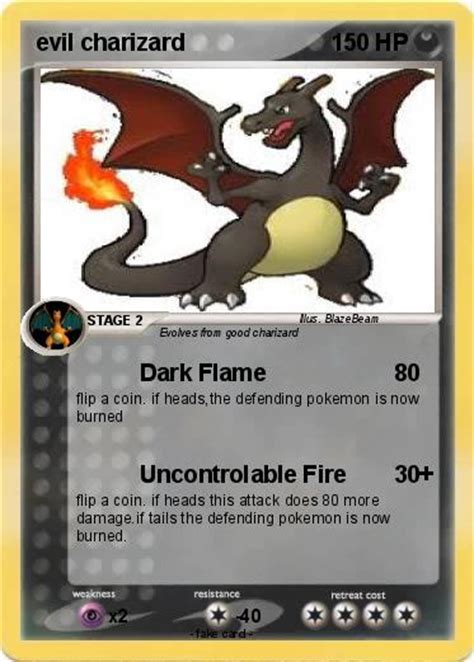 evil charizard 150 HP
STAGE 2
Illus. BlazeBeam
Evolves from good charizard
Dark Flame 80
flip a coin. if heads,the defending pokemon is now
burned
Uncontrolable Fire 30+
flip a coin. if heads this attack does 80 more
damage.if tails the defending pokemon is now
burned.
weakness resistance retreat cost
x2 -40
- fake card -